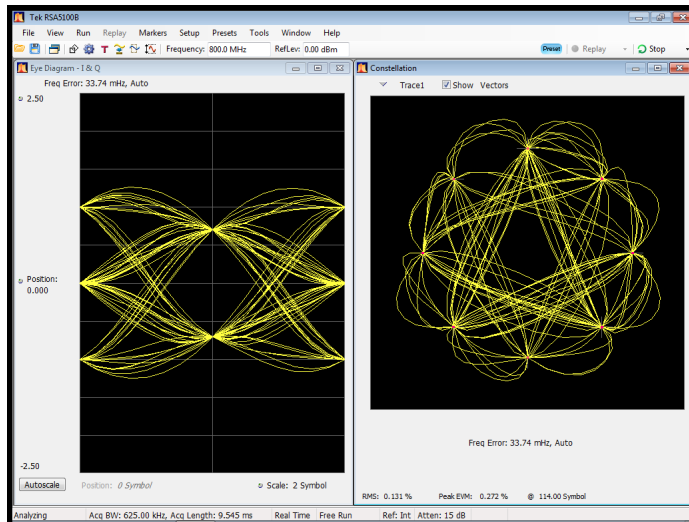 Tek RSA5100B
File View Run Replay Markers Setup Presets Tools Window Help
T Frequency: 800.0 MHz RefLev: 0.00 dBm Preset Replay Stop
Eye Diagram - I & Q
Freq Error: 33.74 mHz, Auto
2.50
Position:
0.000
-2.50
Autoscale Position: 0 Symbol Scale: 2 Symbol
Constellation
Trace1 Show Vectors
Freq Error: 33.74 mHz, Auto
RMS: 0.131 % Peak EVM: 0.272 % @ 114.00 Symbol
Analyzing Acq BW: 625.00 kHz, Acq Length: 9.545 ms Real Time Free Run Ref: Int Atten: 15 dB